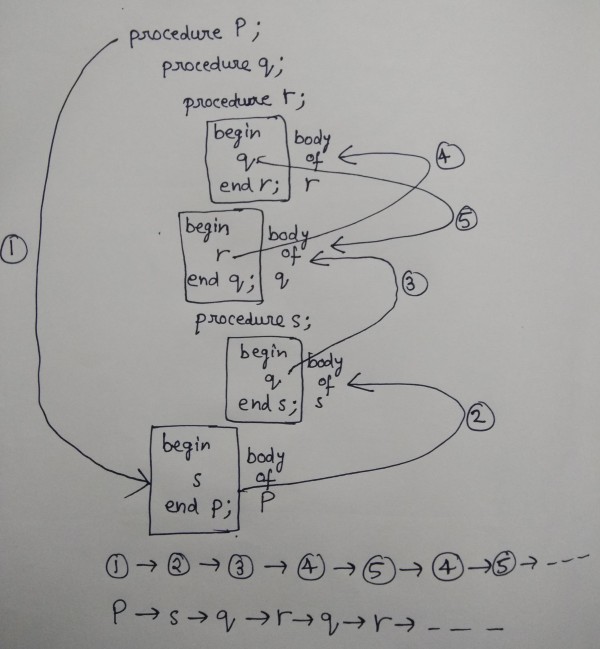 procedure P;
procedure q;
procedure r;
begin
q
end r;
body
of
r
④
⑤
begin
r
end q;
body
of
q
①
③
procedure s;
begin
q
end s;
body
of
s
②
begin
s
end P;
body
of
P
① → ② → ③ → ④ → ⑤ → ④ → ⑤ → ----
P → s → q → r → q → r → ----